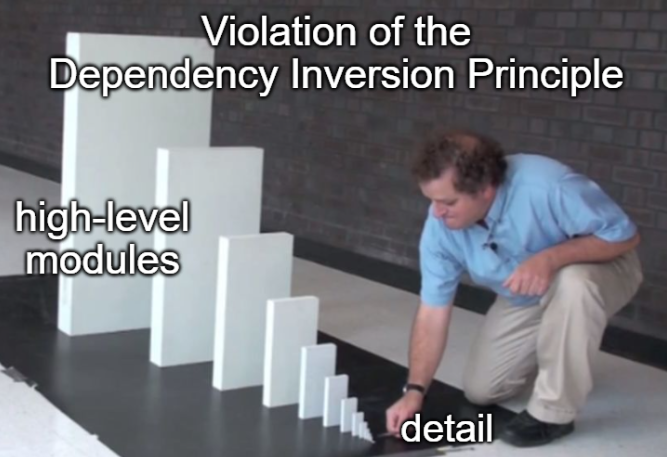 Violation of the
Dependency Inversion Principle
high-level
modules
detail